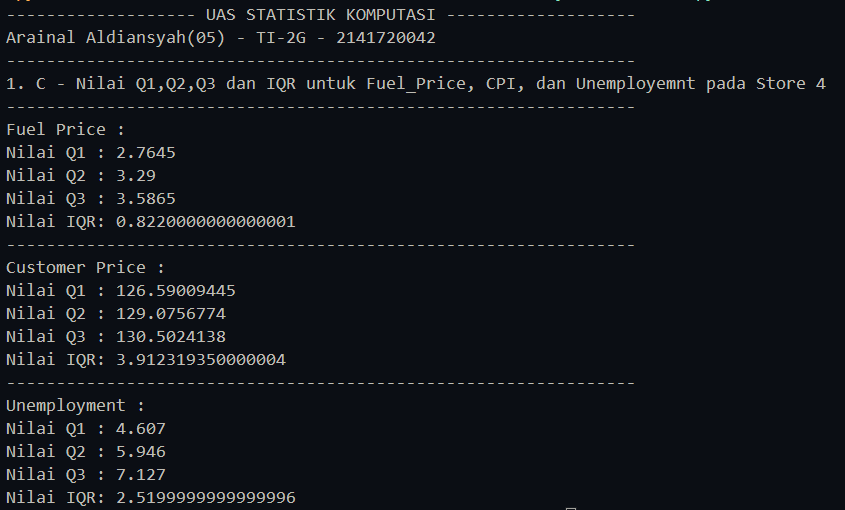 ------------------- UAS STATISTIK KOMPUTASI -------------------
Arainal Aldiansyah(05) - TI-2G - 2141720042
---------------------------------------------------------------
1. C - Nilai Q1,Q2,Q3 dan IQR untuk Fuel_Price, CPI, dan Unemployemnt pada Store 4
---------------------------------------------------------------
Fuel Price :
Nilai Q1 : 2.7645
Nilai Q2 : 3.29
Nilai Q3 : 3.5865
Nilai IQR: 0.8220000000000001
---------------------------------------------------------------
Customer Price :
Nilai Q1 : 126.59009445
Nilai Q2 : 129.0756774
Nilai Q3 : 130.5024138
Nilai IQR: 3.912319350000004
---------------------------------------------------------------
Unemployment :
Nilai Q1 : 4.607
Nilai Q2 : 5.946
Nilai Q3 : 7.127
Nilai IQR: 2.5199999999999996